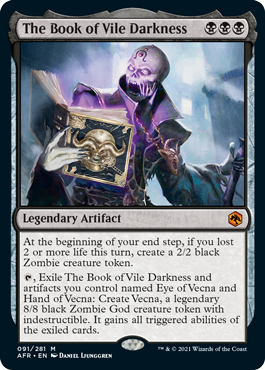 The Book of Vile Darkness
Legendary Artifact
At the beginning of your end step, if you lost
2 or more life this turn, create a 2/2 black
Zombie creature token.
, Exile The Book of Vile Darkness and
artifacts you control named Eye of Vecna and
Hand of Vecna: Create Vecna, a legendary
8/8 black Zombie God creature token with
indestructible. It gains all triggered abilities of
the exiled cards.
091/281 M
AFR • EN Daniel Ljunggren
™ & © 2021 Wizards of the Coast